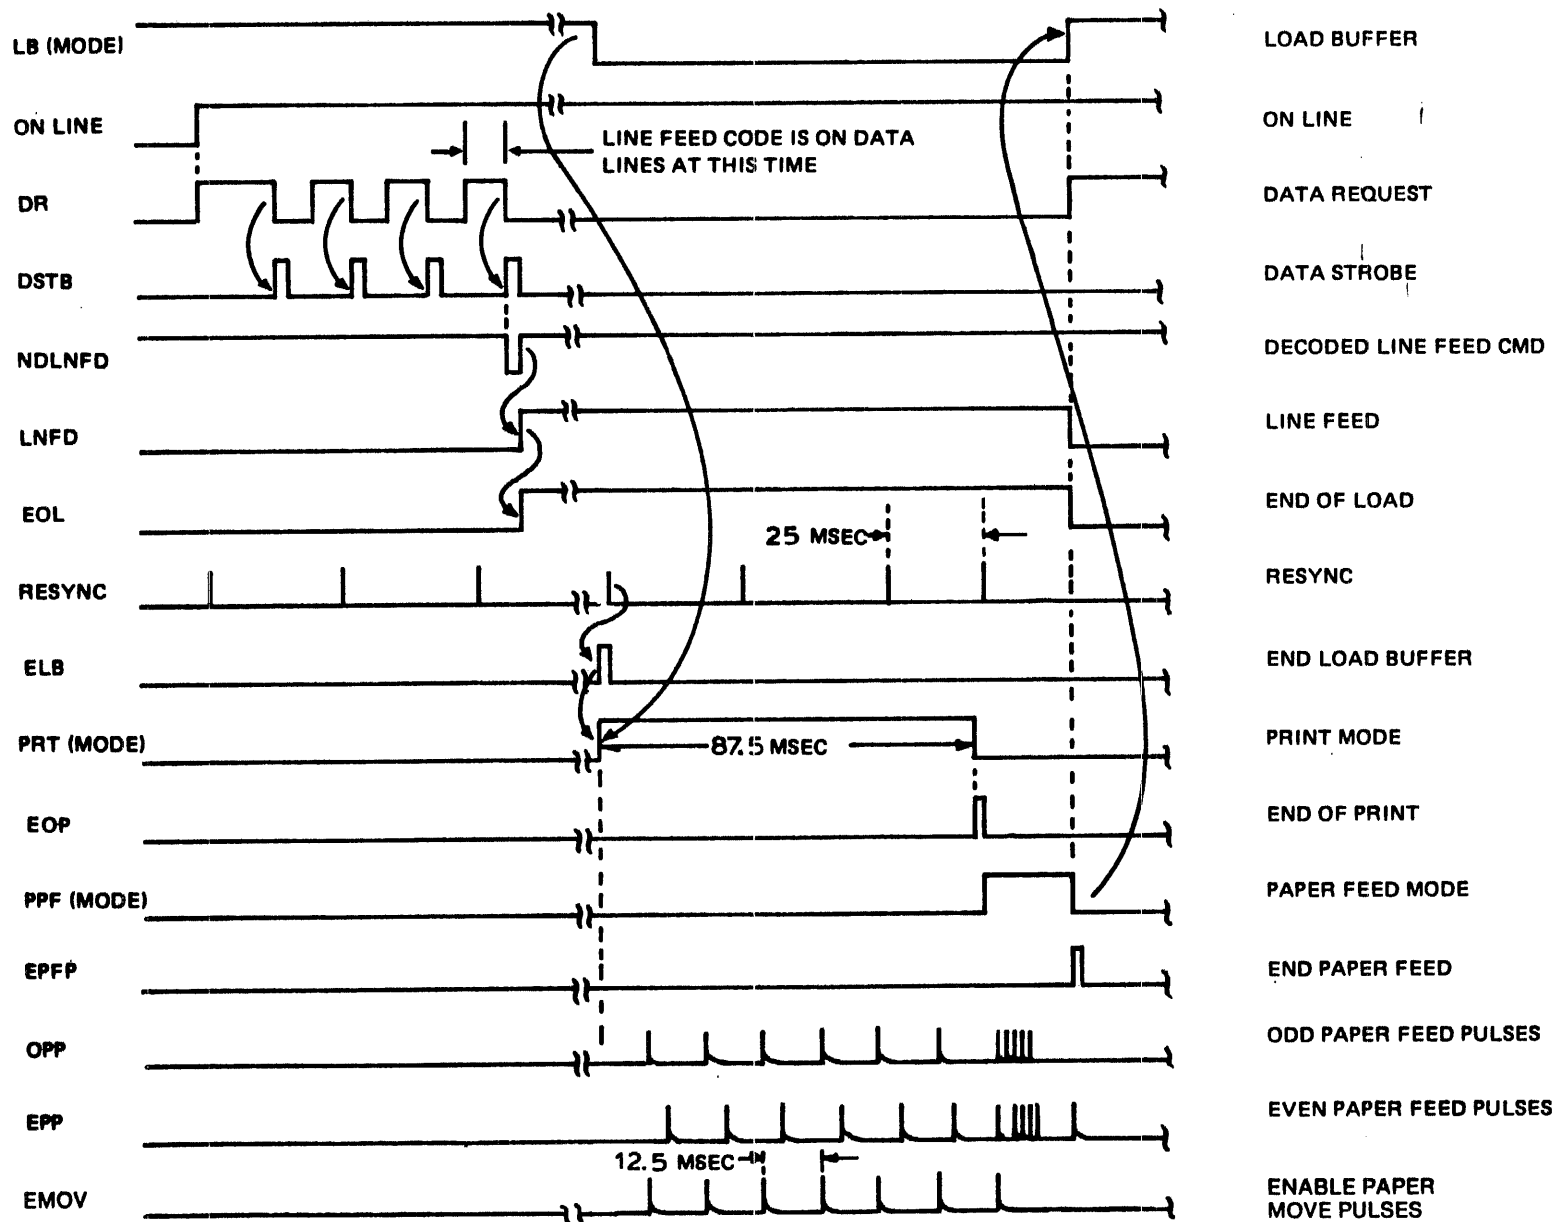 LB (MODE)
LOAD BUFFER
ON LINE
LINE FEED CODE IS ON DATA
LINES AT THIS TIME
ON LINE
DR
DATA REQUEST
DSTB
DATA STROBE
NDLNFD
DECODED LINE FEED CMD
LNFD
LINE FEED
EOL
END OF LOAD
25 MSEC
RESYNC
RESYNC
ELB
END LOAD BUFFER
PRT (MODE)
87.5 MSEC
PRINT MODE
EOP
END OF PRINT
PPF (MODE)
PAPER FEED MODE
EPFP
END PAPER FEED
OPP
ODD PAPER FEED PULSES
EPP
EVEN PAPER FEED PULSES
12.5 MSEC
EMOV
ENABLE PAPER
MOVE PULSES